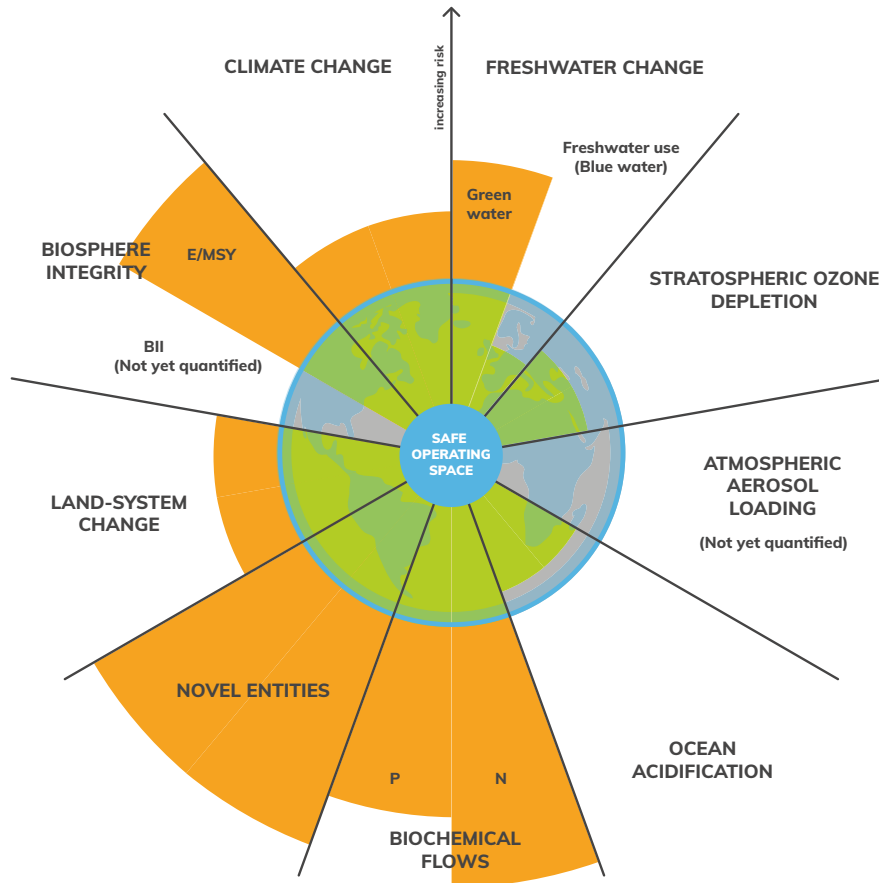 CLIMATE CHANGE
increasing risk
FRESHWATER CHANGE
Freshwater use
(Blue water)
Green
water
BIOSPHERE
INTEGRITY
E/MSY
STRATOSPHERIC OZONE
DEPLETION
BII
(Not yet quantified)
SAFE
OPERATING
SPACE
ATMOSPHERIC
AEROSOL
LOADING
(Not yet quantified)
LAND-SYSTEM
CHANGE
NOVEL ENTITIES
OCEAN
ACIDIFICATION
P
N
BIOCHEMICAL
FLOWS